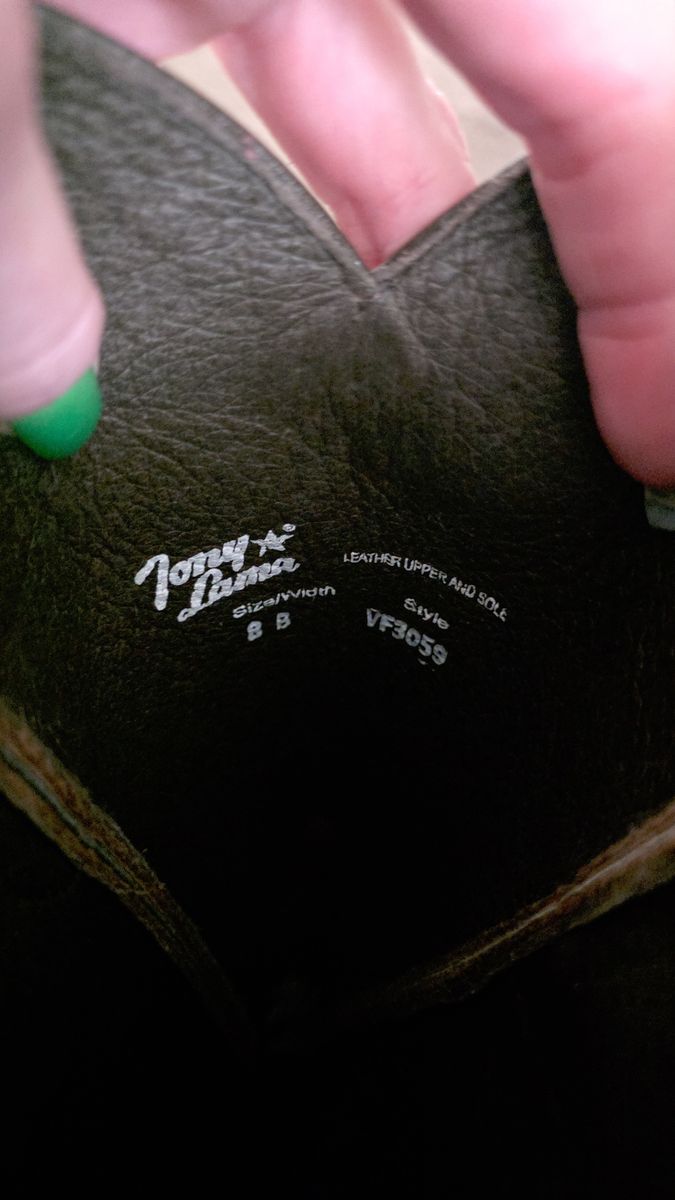 Tony
Lama
Size/Width
8 B
LEATHER UPPER AND SOLE
Style
VF3059